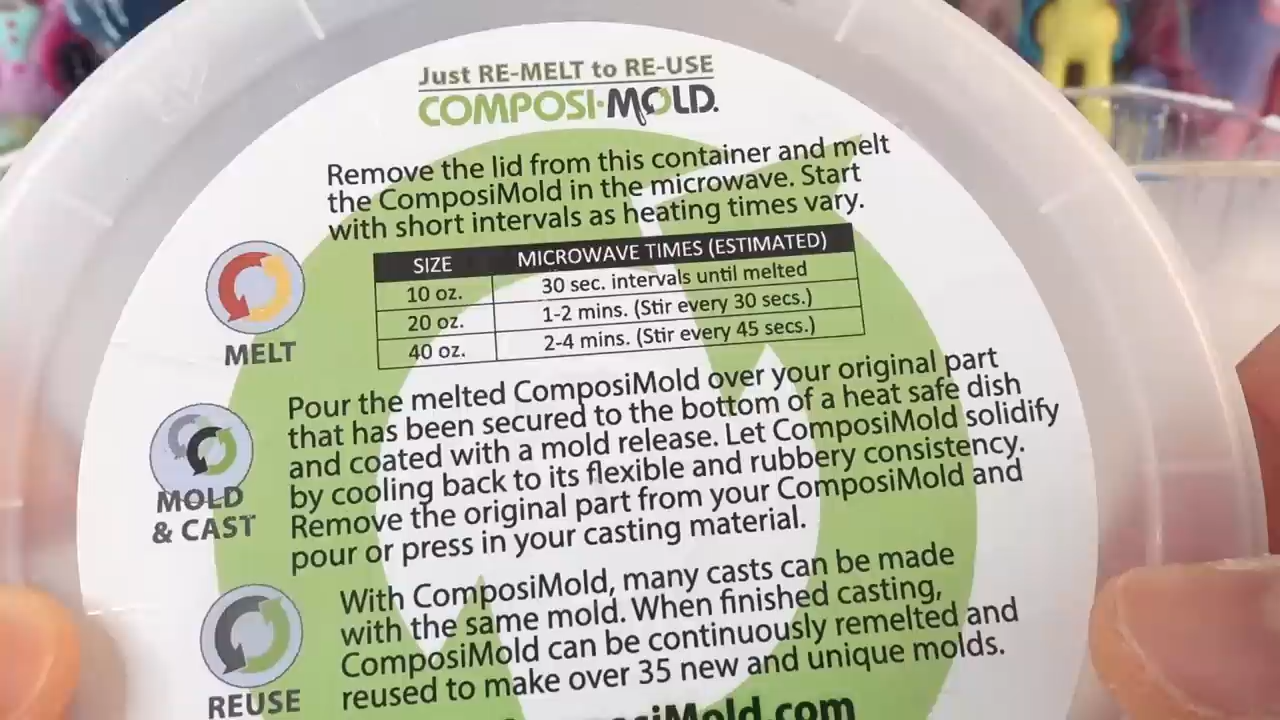 Just RE-MELT to RE-USE
COMPOSI·MOLD.
Remove the lid from this container and melt
the ComposiMold in the microwave. Start
with short intervals as heating times vary.
SIZE MICROWAVE TIMES (ESTIMATED)
10 oz. 30 sec. intervals until melted
20 oz. 1-2 mins. (Stir every 30 secs.)
40 oz. 2-4 mins. (Stir every 45 secs.)
MELT
Pour the melted ComposiMold over your original part
that has been secured to the bottom of a heat safe dish
and coated with a mold release. Let ComposiMold solidify
by cooling back to its flexible and rubbery consistency.
Remove the original part from your ComposiMold and
pour or press in your casting material.
MOLD
& CAST
With ComposiMold, many casts can be made
with the same mold. When finished casting,
ComposiMold can be continuously remelted and
reused to make over 35 new and unique molds.
REUSE